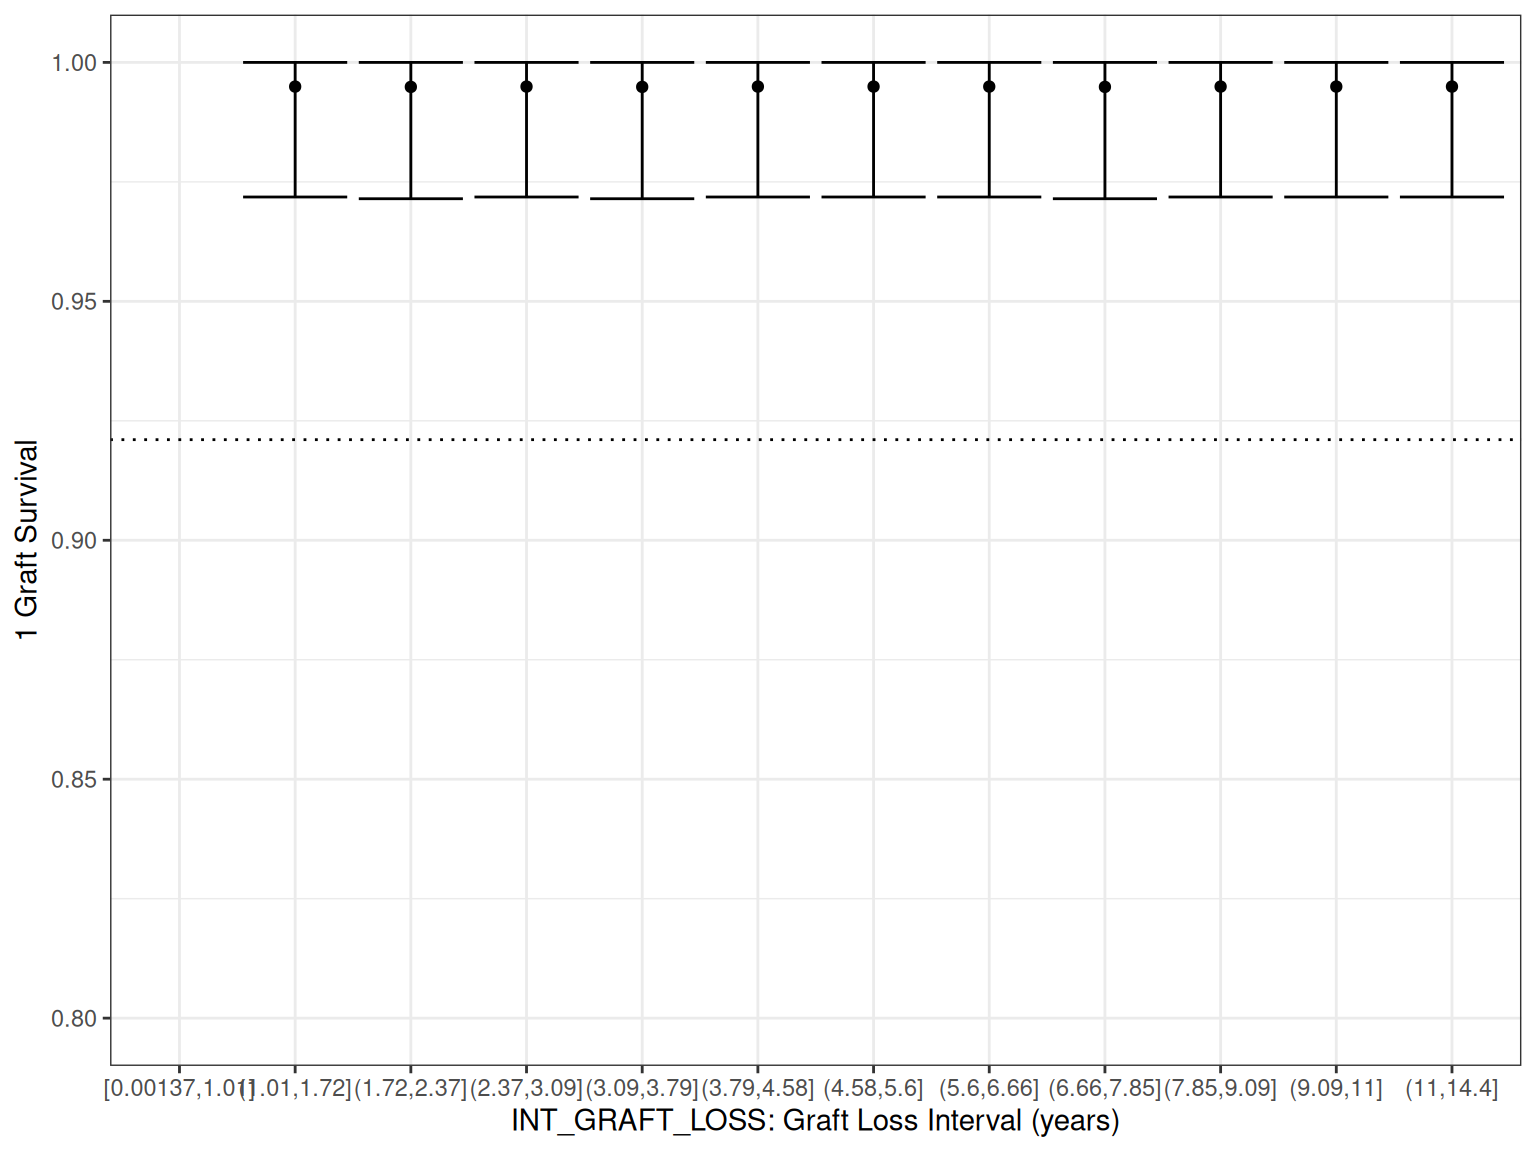 1.00
0.95
0.90
0.85
0.80
1 Graft Survival
[0.00137,1.01] (1.01,1.72] (1.72,2.37] (2.37,3.09] (3.09,3.79] (3.79,4.58] (4.58,5.6] (5.6,6.66] (6.66,7.85] (7.85,9.09] (9.09,11] (11,14.4]
INT_GRAFT_LOSS: Graft Loss Interval (years)